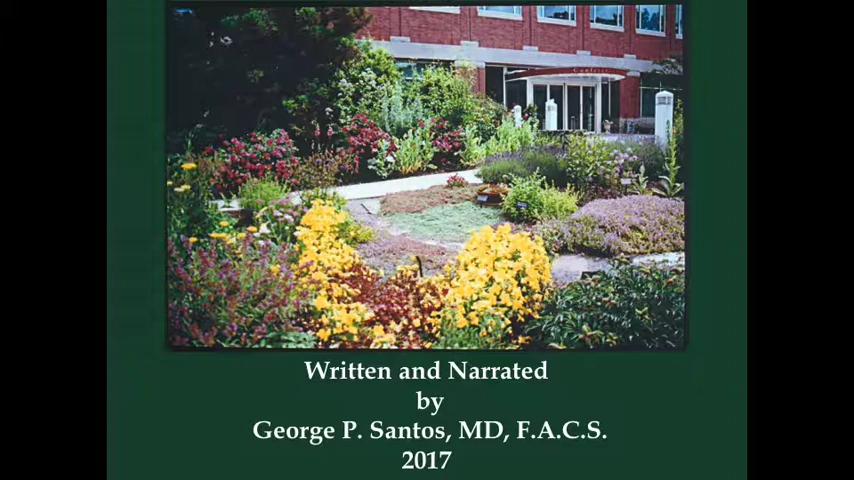 Written and Narrated
by
George P. Santos, MD, F.A.C.S.
2017